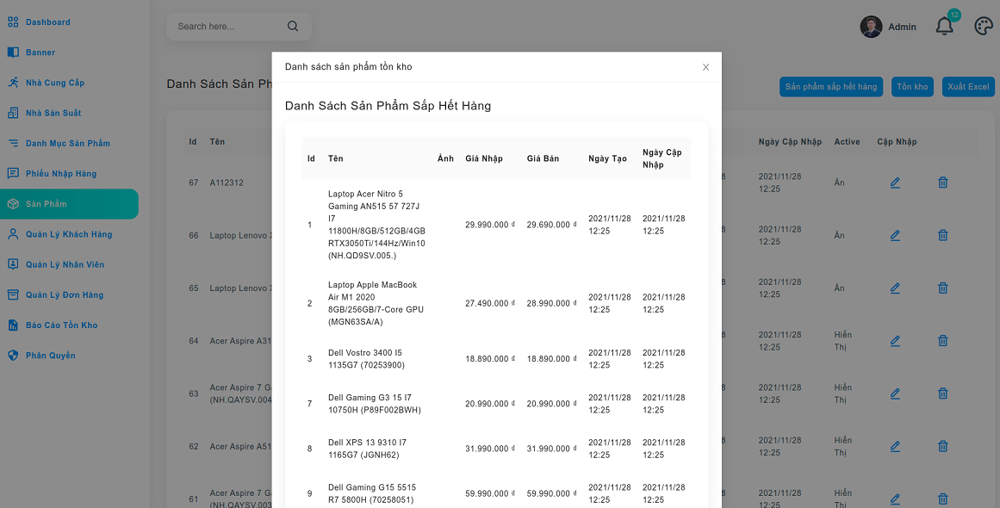 Dashboard
Banner
Nhà Cung Cấp
Nhà Sản Suất
Danh Mục Sản Phẩm
Phiếu Nhập Hàng
Sản Phẩm
Quản Lý Khách Hàng
Quản Lý Nhân Viên
Quản Lý Đơn Hàng
Báo Cáo Tồn Kho
Phân Quyền
Search here...
Admin
12
Danh Sách Sản Ph
Sản phẩm sắp hết hàng
Tồn kho
Xuất Excel
Id Tên Ngày Cập Nhập Active Cập Nhập
67 A112312 8 2021/11/28 12:25 Ẩn
66 Laptop Lenovo 8 2021/11/28 12:25 Ẩn
65 Laptop Lenovo 8 2021/11/28 12:25 Ẩn
64 Acer Aspire A31 8 2021/11/28 12:25 Hiển Thị
63 Acer Aspire 7 G (NH.QAYSV.004 8 2021/11/28 12:25 Hiển Thị
62 Acer Aspire A51 8 2021/11/28 12:25 Hiển Thị
61 Acer Aspire 7 G (NH.QAYSV.003 8 2021/11/28 12:25 Hiển Thị
Danh sách sản phẩm tồn kho
Danh Sách Sản Phẩm Sắp Hết Hàng
Id Tên Ảnh Giá Nhập Giá Bán Ngày Tạo Ngày Cập Nhập
1 Laptop Acer Nitro 5
Gaming AN515 57 727J
I7
11800H/8GB/512GB/4GB
RTX3050Ti/144Hz/Win10
(NH.QD9SV.005.)
29.990.000 ₫ 29.690.000 ₫ 2021/11/28 12:25 2021/11/28 12:25
2 Laptop Apple MacBook
Air M1 2020
8GB/256GB/7-Core GPU
(MGN63SA/A)
27.490.000 ₫ 28.990.000 ₫ 2021/11/28 12:25 2021/11/28 12:25
3 Dell Vostro 3400 I5
1135G7 (70253900)
18.890.000 ₫ 18.890.000 ₫ 2021/11/28 12:25 2021/11/28 12:25
7 Dell Gaming G3 15 I7
10750H (P89F002BWH)
20.990.000 ₫ 20.990.000 ₫ 2021/11/28 12:25 2021/11/28 12:25
8 Dell XPS 13 9310 I7
1165G7 (JGNH62)
31.990.000 ₫ 31.990.000 ₫ 2021/11/28 12:25 2021/11/28 12:25
9 Dell Gaming G15 5515
R7 5800H (70258051)
59.990.000 ₫ 59.990.000 ₫ 2021/11/28 12:25 2021/11/28 12:25